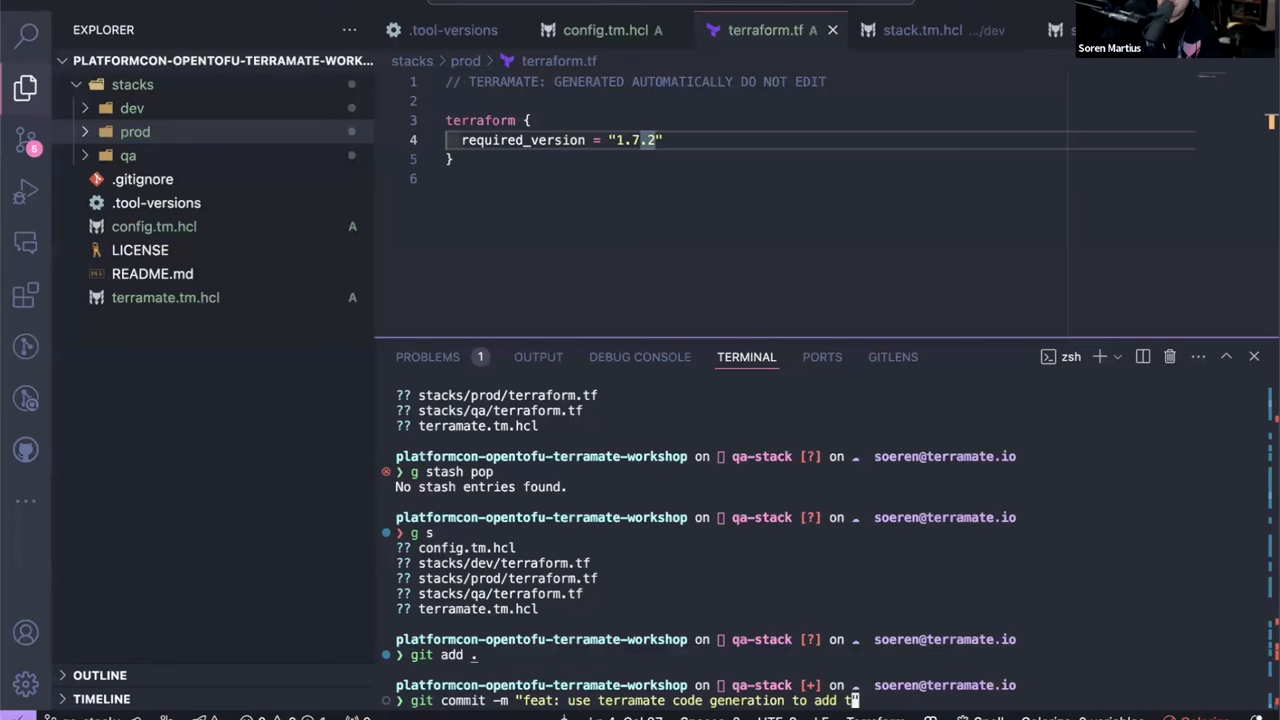 EXPLORER
.tool-versions
config.tm.hcl A
terraform.tf A
stack.tm.hcl .../dev
Soren Martius
PLATFORMCON-OPENTOFU-TERRAMATE-WORK...
stacks
dev
prod
qa
.gitignore
.tool-versions
config.tm.hcl A
LICENSE
README.md
terramate.tm.hcl A
5
stacks > prod > terraform.tf
1 // TERRAMATE: GENERATED AUTOMATICALLY DO NOT EDIT
2
3 terraform {
4 required_version = "1.7.2"
5 }
6
PROBLEMS 1 OUTPUT DEBUG CONSOLE TERMINAL PORTS GITLENS zsh
?? stacks/prod/terraform.tf
?? stacks/qa/terraform.tf
?? terramate.tm.hcl
platformcon-opentofu-terramate-workshop on qa-stack [?] on soeren@terramate.io
❯ g stash pop
No stash entries found.
platformcon-opentofu-terramate-workshop on qa-stack [?] on soeren@terramate.io
❯ g s
?? config.tm.hcl
?? stacks/dev/terraform.tf
?? stacks/prod/terraform.tf
?? stacks/qa/terraform.tf
?? terramate.tm.hcl
platformcon-opentofu-terramate-workshop on qa-stack [?] on soeren@terramate.io
❯ git add .
platformcon-opentofu-terramate-workshop on qa-stack [+] on soeren@terramate.io
❯ git commit -m "feat: use terramate code generation to add t"
OUTLINE
TIMELINE